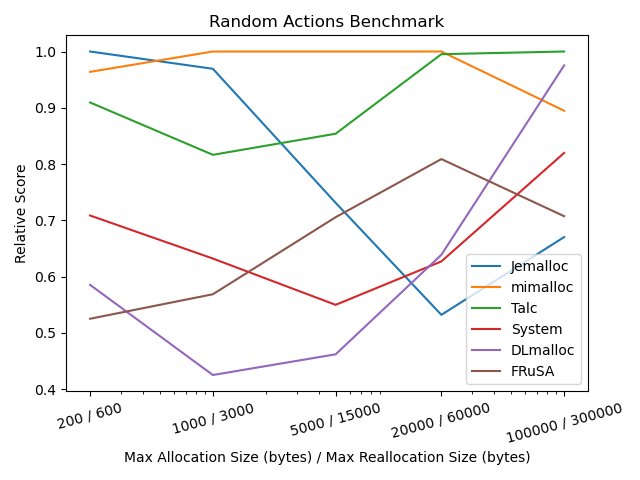 Random Actions Benchmark
Relative Score
1.0
0.9
0.8
0.7
0.6
0.5
0.4
Jemalloc
mimalloc
Talc
System
DLmalloc
FRuSA
200 / 600
1000 / 3000
5000 / 15000
20000 / 60000
100000 / 300000
Max Allocation Size (bytes) / Max Reallocation Size (bytes)